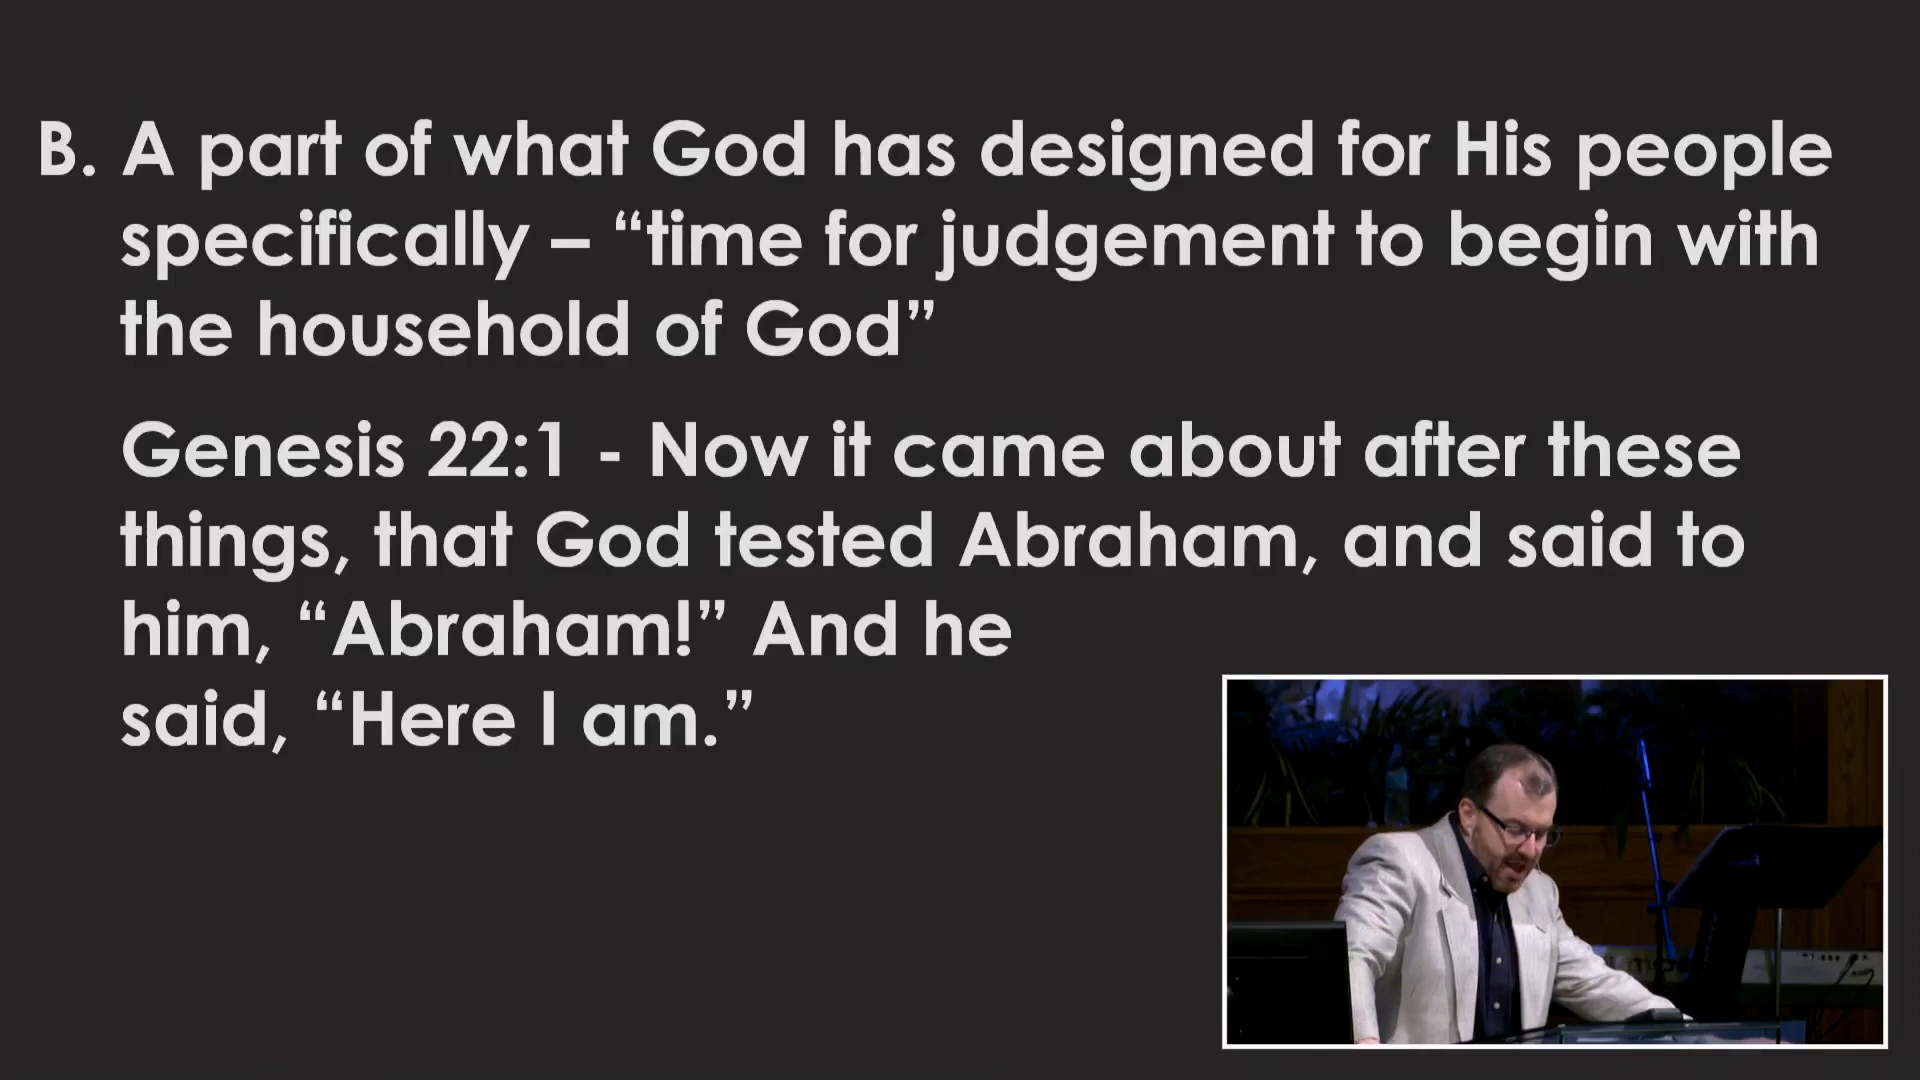 B. A part of what God has designed for His people
specifically – “time for judgement to begin with
the household of God”
Genesis 22:1 - Now it came about after these
things, that God tested Abraham, and said to
him, “Abraham!” And he
said, “Here I am.”